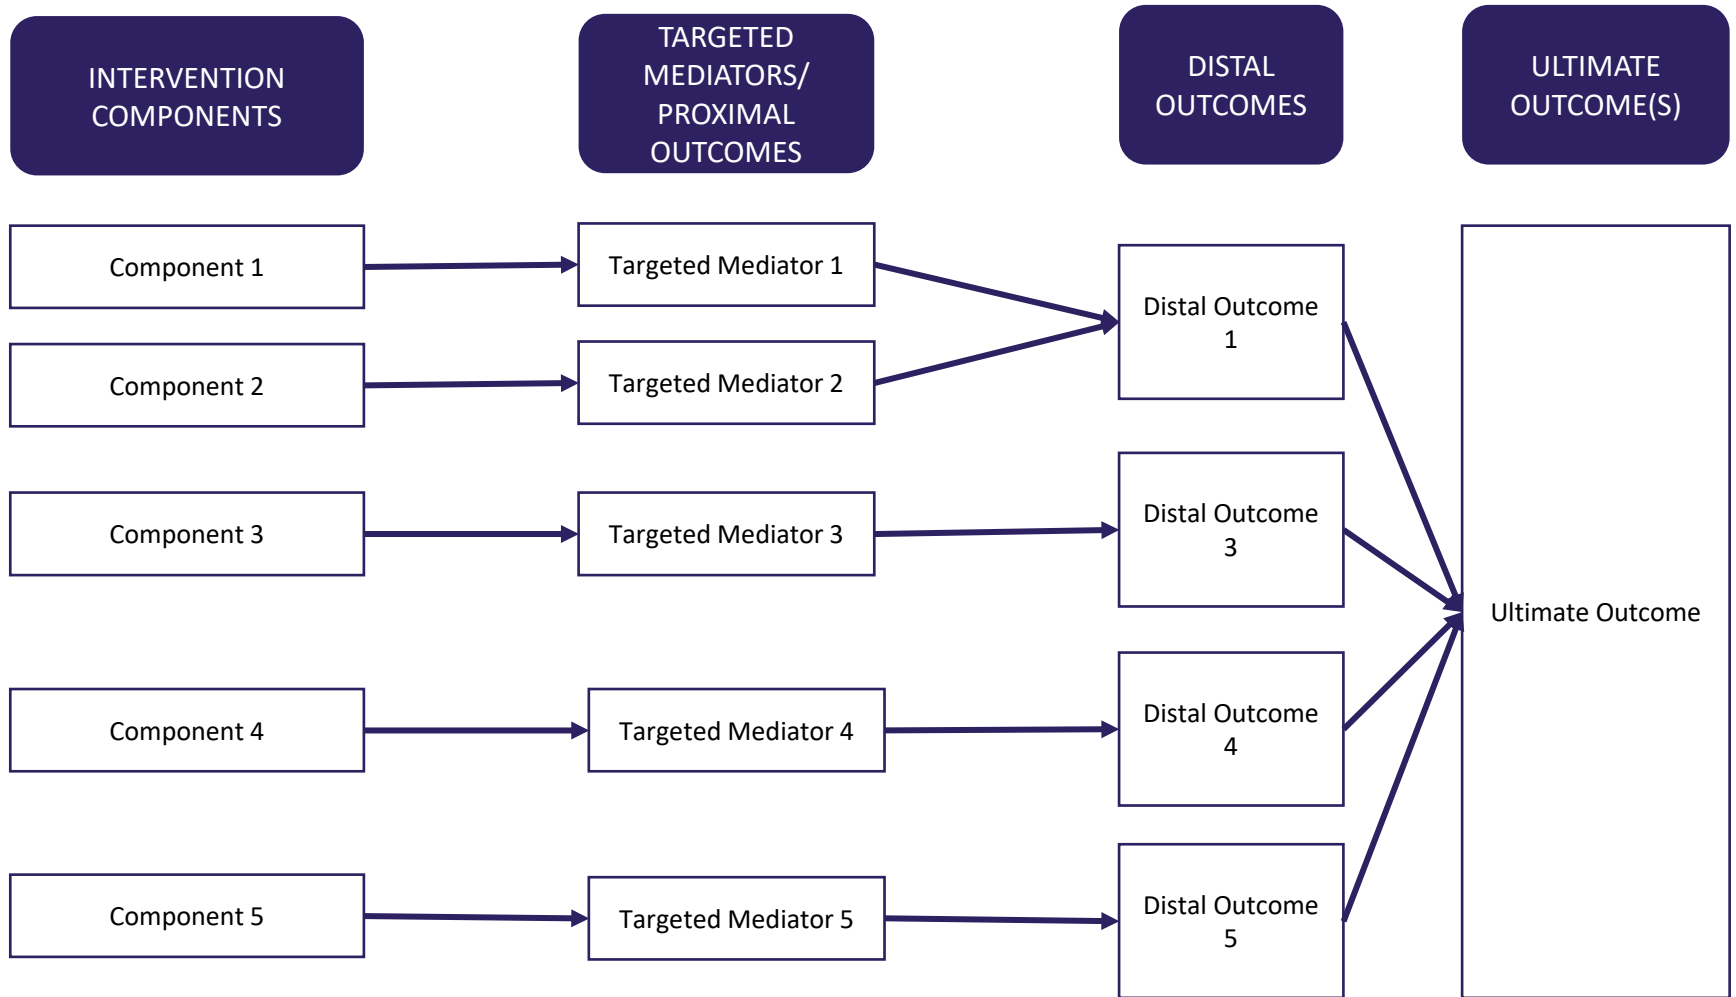 INTERVENTION
COMPONENTS
TARGETED
MEDIATORS/
PROXIMAL
OUTCOMES
DISTAL
OUTCOMES
ULTIMATE
OUTCOME(S)
Component 1
Targeted Mediator 1
Distal Outcome
1
Component 2
Targeted Mediator 2
Component 3
Targeted Mediator 3
Distal Outcome
3
Ultimate Outcome
Component 4
Targeted Mediator 4
Distal Outcome
4
Component 5
Targeted Mediator 5
Distal Outcome
5